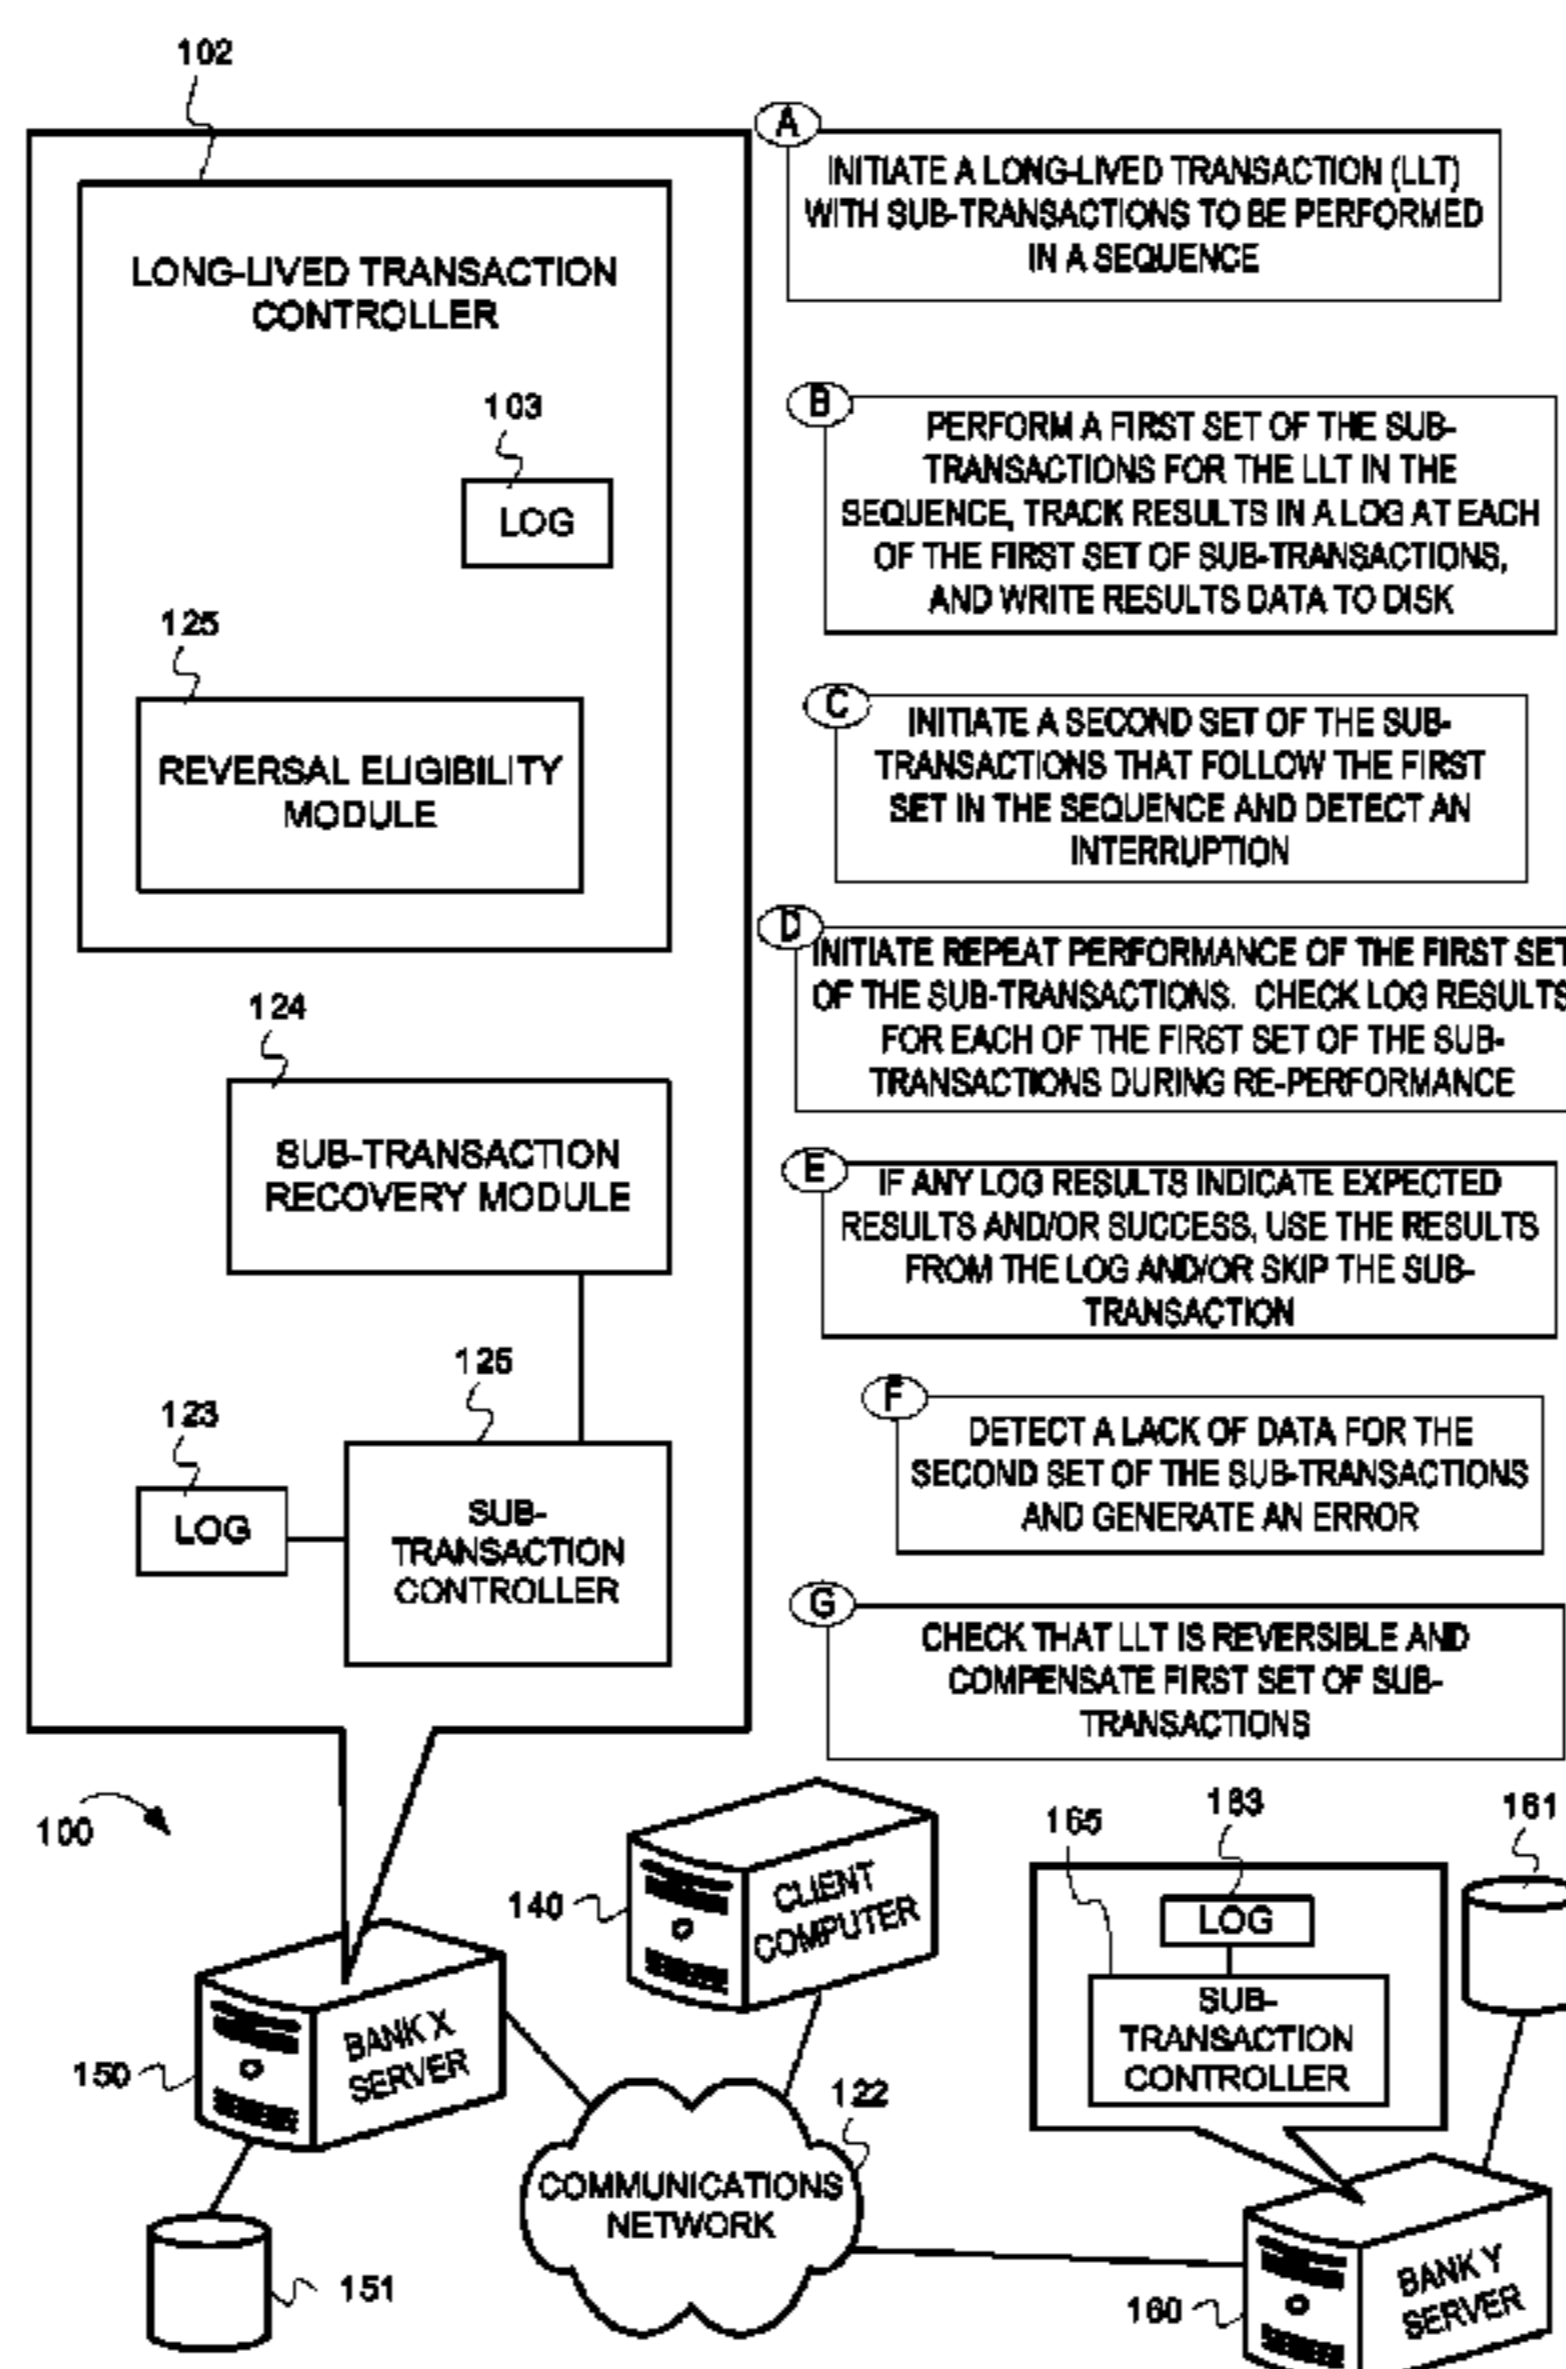 102
LONG-LIVED TRANSACTION
CONTROLLER
103
LOG
125
REVERSAL ELIGIBILITY
MODULE
124
SUB-TRANSACTION
RECOVERY MODULE
125
123
LOG
SUB-
TRANSACTION
CONTROLLER
A
INITIATE A LONG-LIVED TRANSACTION (LLT)
WITH SUB-TRANSACTIONS TO BE PERFORMED
IN A SEQUENCE
B
PERFORM A FIRST SET OF THE SUB-
TRANSACTIONS FOR THE LLT IN THE
SEQUENCE, TRACK RESULTS IN A LOG AT EACH
OF THE FIRST SET OF SUB-TRANSACTIONS,
AND WRITE RESULTS DATA TO DISK
C
INITIATE A SECOND SET OF THE SUB-
TRANSACTIONS THAT FOLLOW THE FIRST
SET IN THE SEQUENCE AND DETECT AN
INTERRUPTION
D
INITIATE REPEAT PERFORMANCE OF THE FIRST SET
OF THE SUB-TRANSACTIONS. CHECK LOG RESULTS
FOR EACH OF THE FIRST SET OF THE SUB-
TRANSACTIONS DURING RE-PERFORMANCE
E
IF ANY LOG RESULTS INDICATE EXPECTED
RESULTS AND/OR SUCCESS, USE THE RESULTS
FROM THE LOG AND/OR SKIP THE SUB-
TRANSACTION
F
DETECT A LACK OF DATA FOR THE
SECOND SET OF THE SUB-TRANSACTIONS
AND GENERATE AN ERROR
G
CHECK THAT LLT IS REVERSIBLE AND
COMPENSATE FIRST SET OF SUB-
TRANSACTIONS
100
140
CLIENT
COMPUTER
165
163
161
LOG
SUB-
TRANSACTION
CONTROLLER
150
BANK X
SERVER
122
COMMUNICATIONS
NETWORK
151
160
BANK Y
SERVER